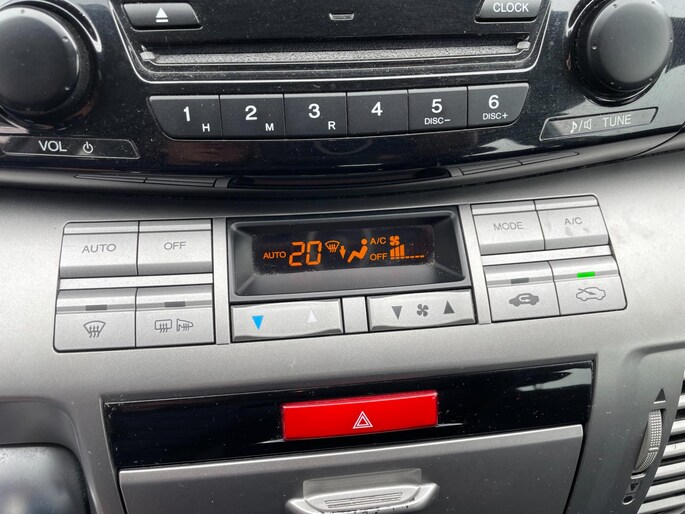 CLOCK
1 H 2 M 3 R 4 5 DISC- 6 DISC+
VOL TUNE
AUTO OFF AUTO 20 A/C OFF MODE A/C